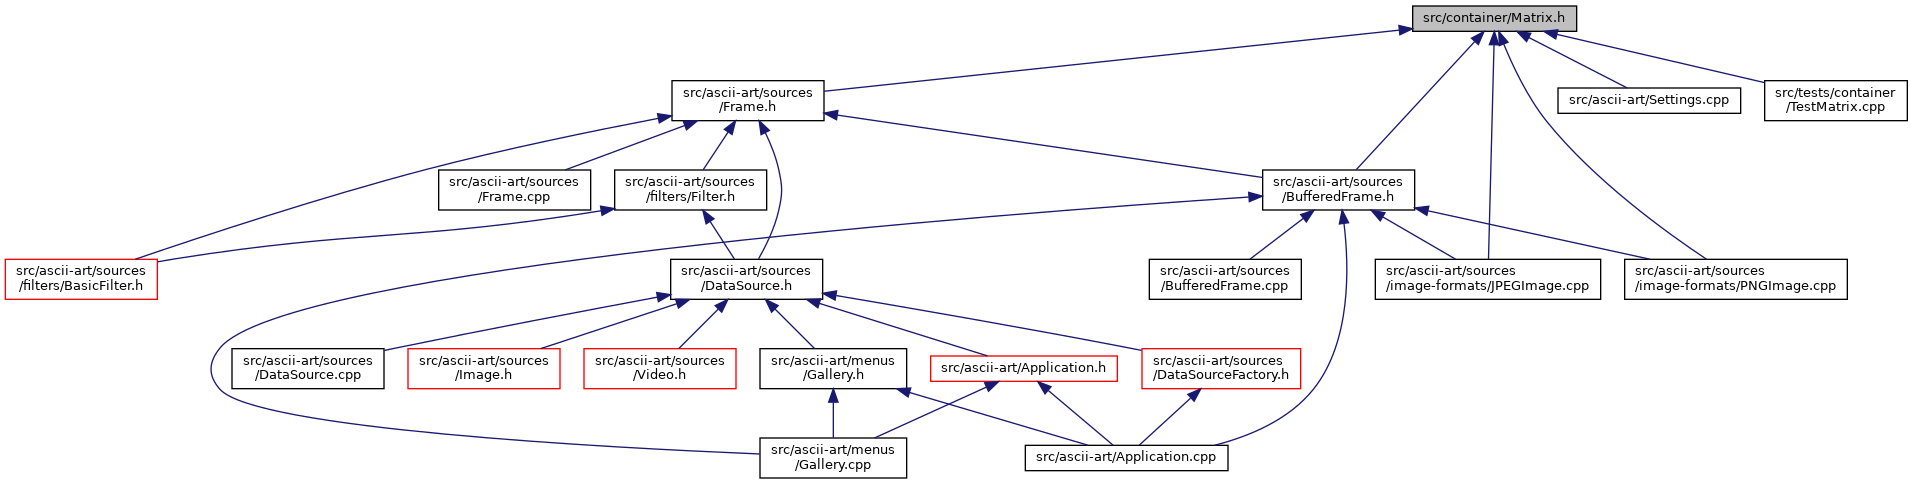 src/container/Matrix.h
src/ascii-art/sources
/Frame.h
src/ascii-art/Settings.cpp
src/tests/container
/TestMatrix.cpp
src/ascii-art/sources
/Frame.cpp
src/ascii-art/sources
/filters/Filter.h
src/ascii-art/sources
/BufferedFrame.h
src/ascii-art/sources
/filters/BasicFilter.h
src/ascii-art/sources
/DataSource.h
src/ascii-art/sources
/BufferedFrame.cpp
src/ascii-art/sources
/image-formats/JPEGImage.cpp
src/ascii-art/sources
/image-formats/PNGImage.cpp
src/ascii-art/sources
/DataSource.cpp
src/ascii-art/sources
/Image.h
src/ascii-art/sources
/Video.h
src/ascii-art/menus
/Gallery.h
src/ascii-art/Application.h
src/ascii-art/sources
/DataSourceFactory.h
src/ascii-art/menus
/Gallery.cpp
src/ascii-art/Application.cpp